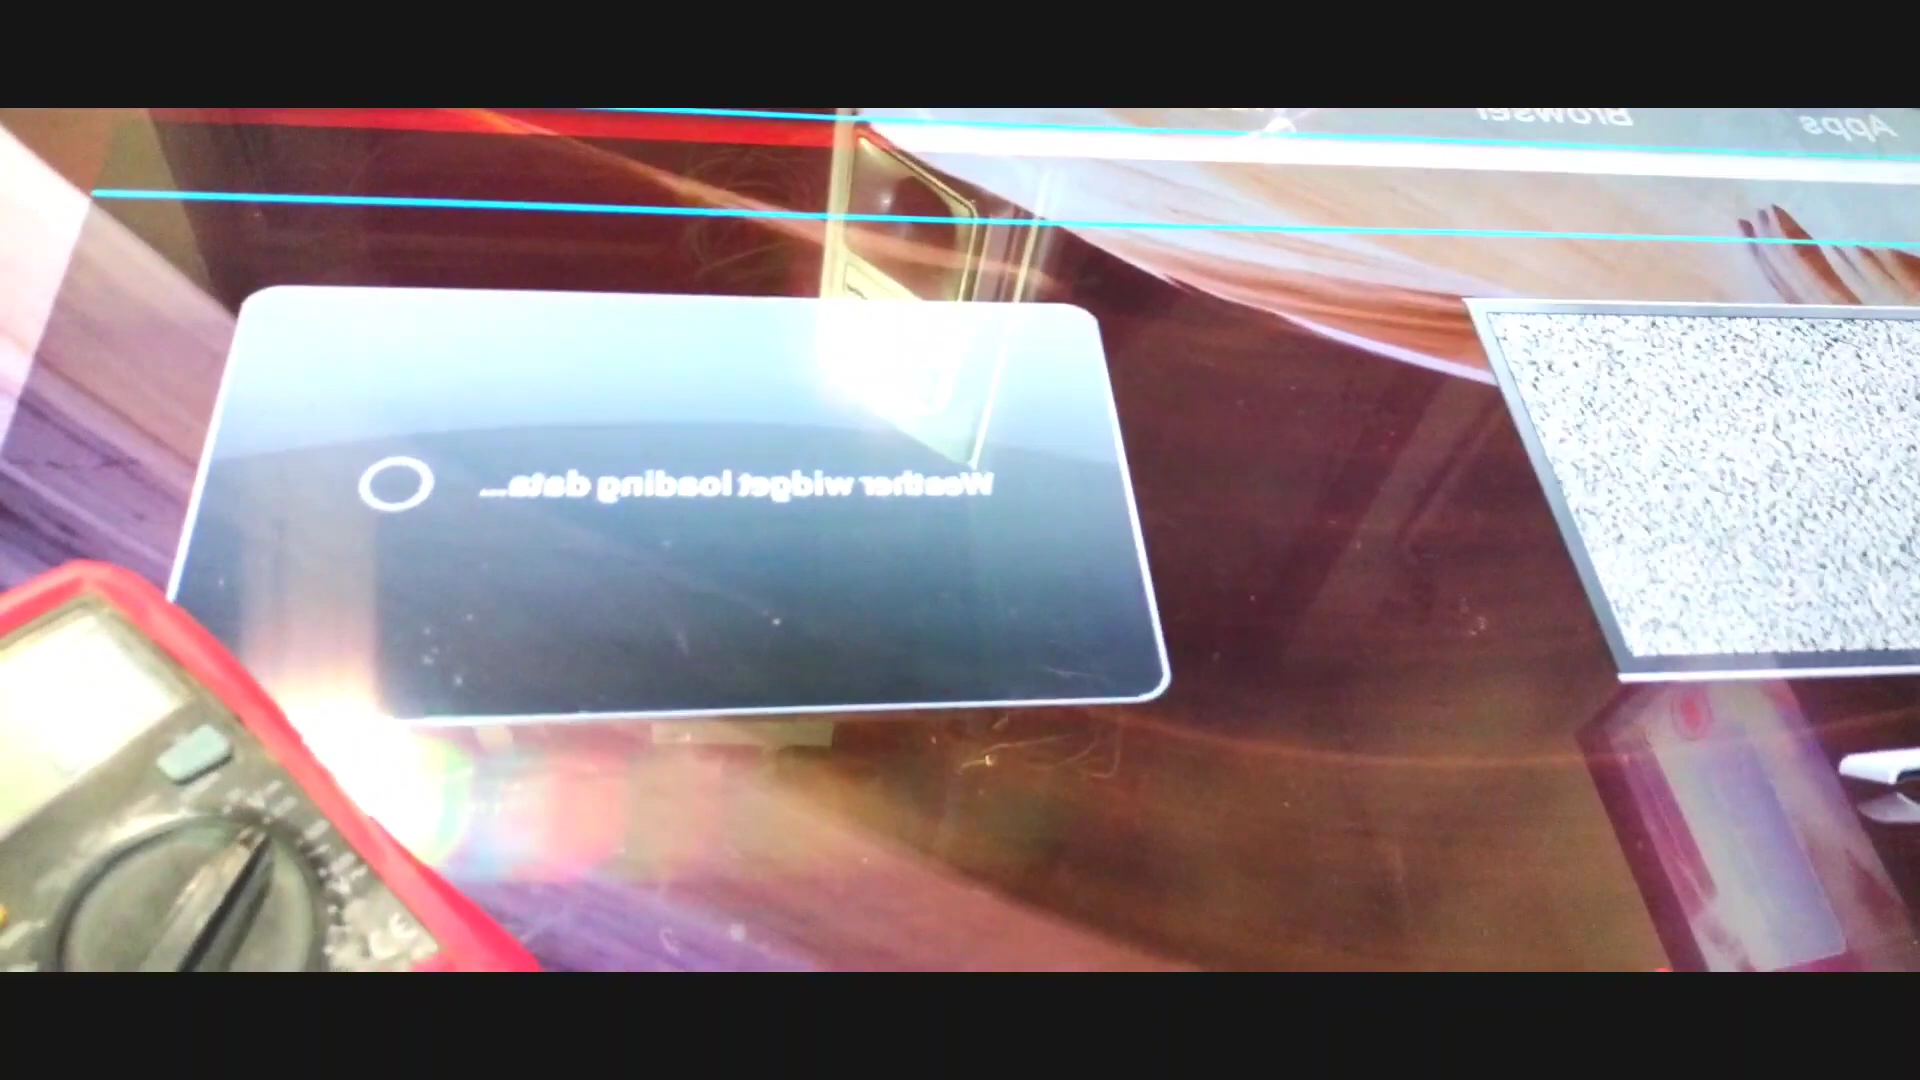 Apps
Browser
Weather widget loading data...